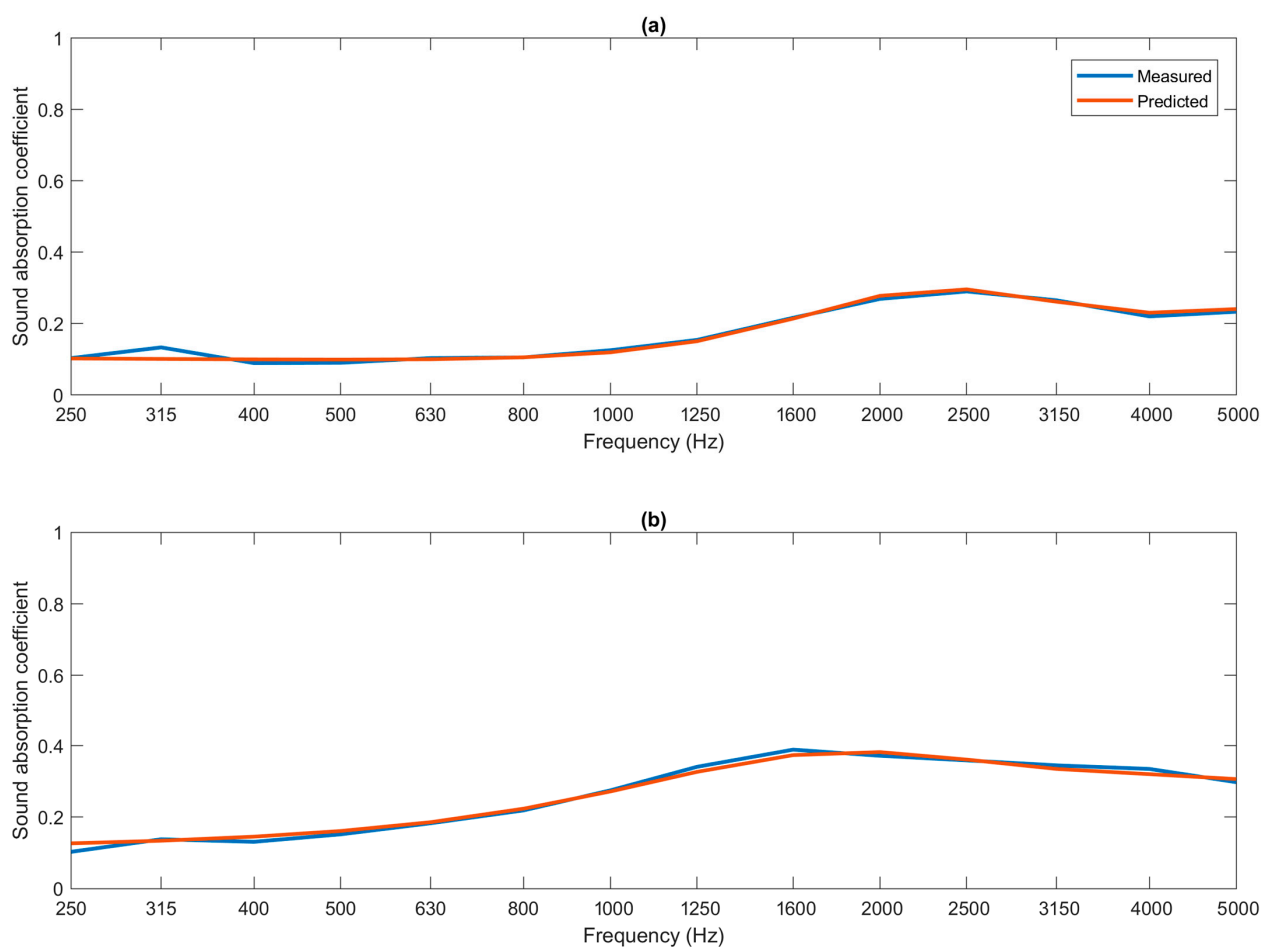 (a)
1
0.8
0.6
0.4
0.2
0
Sound absorption coefficient
Measured
Predicted
250 315 400 500 630 800 1000 1250 1600 2000 2500 3150 4000 5000
Frequency (Hz)
(b)
1
0.8
0.6
0.4
0.2
0
Sound absorption coefficient
250 315 400 500 630 800 1000 1250 1600 2000 2500 3150 4000 5000
Frequency (Hz)